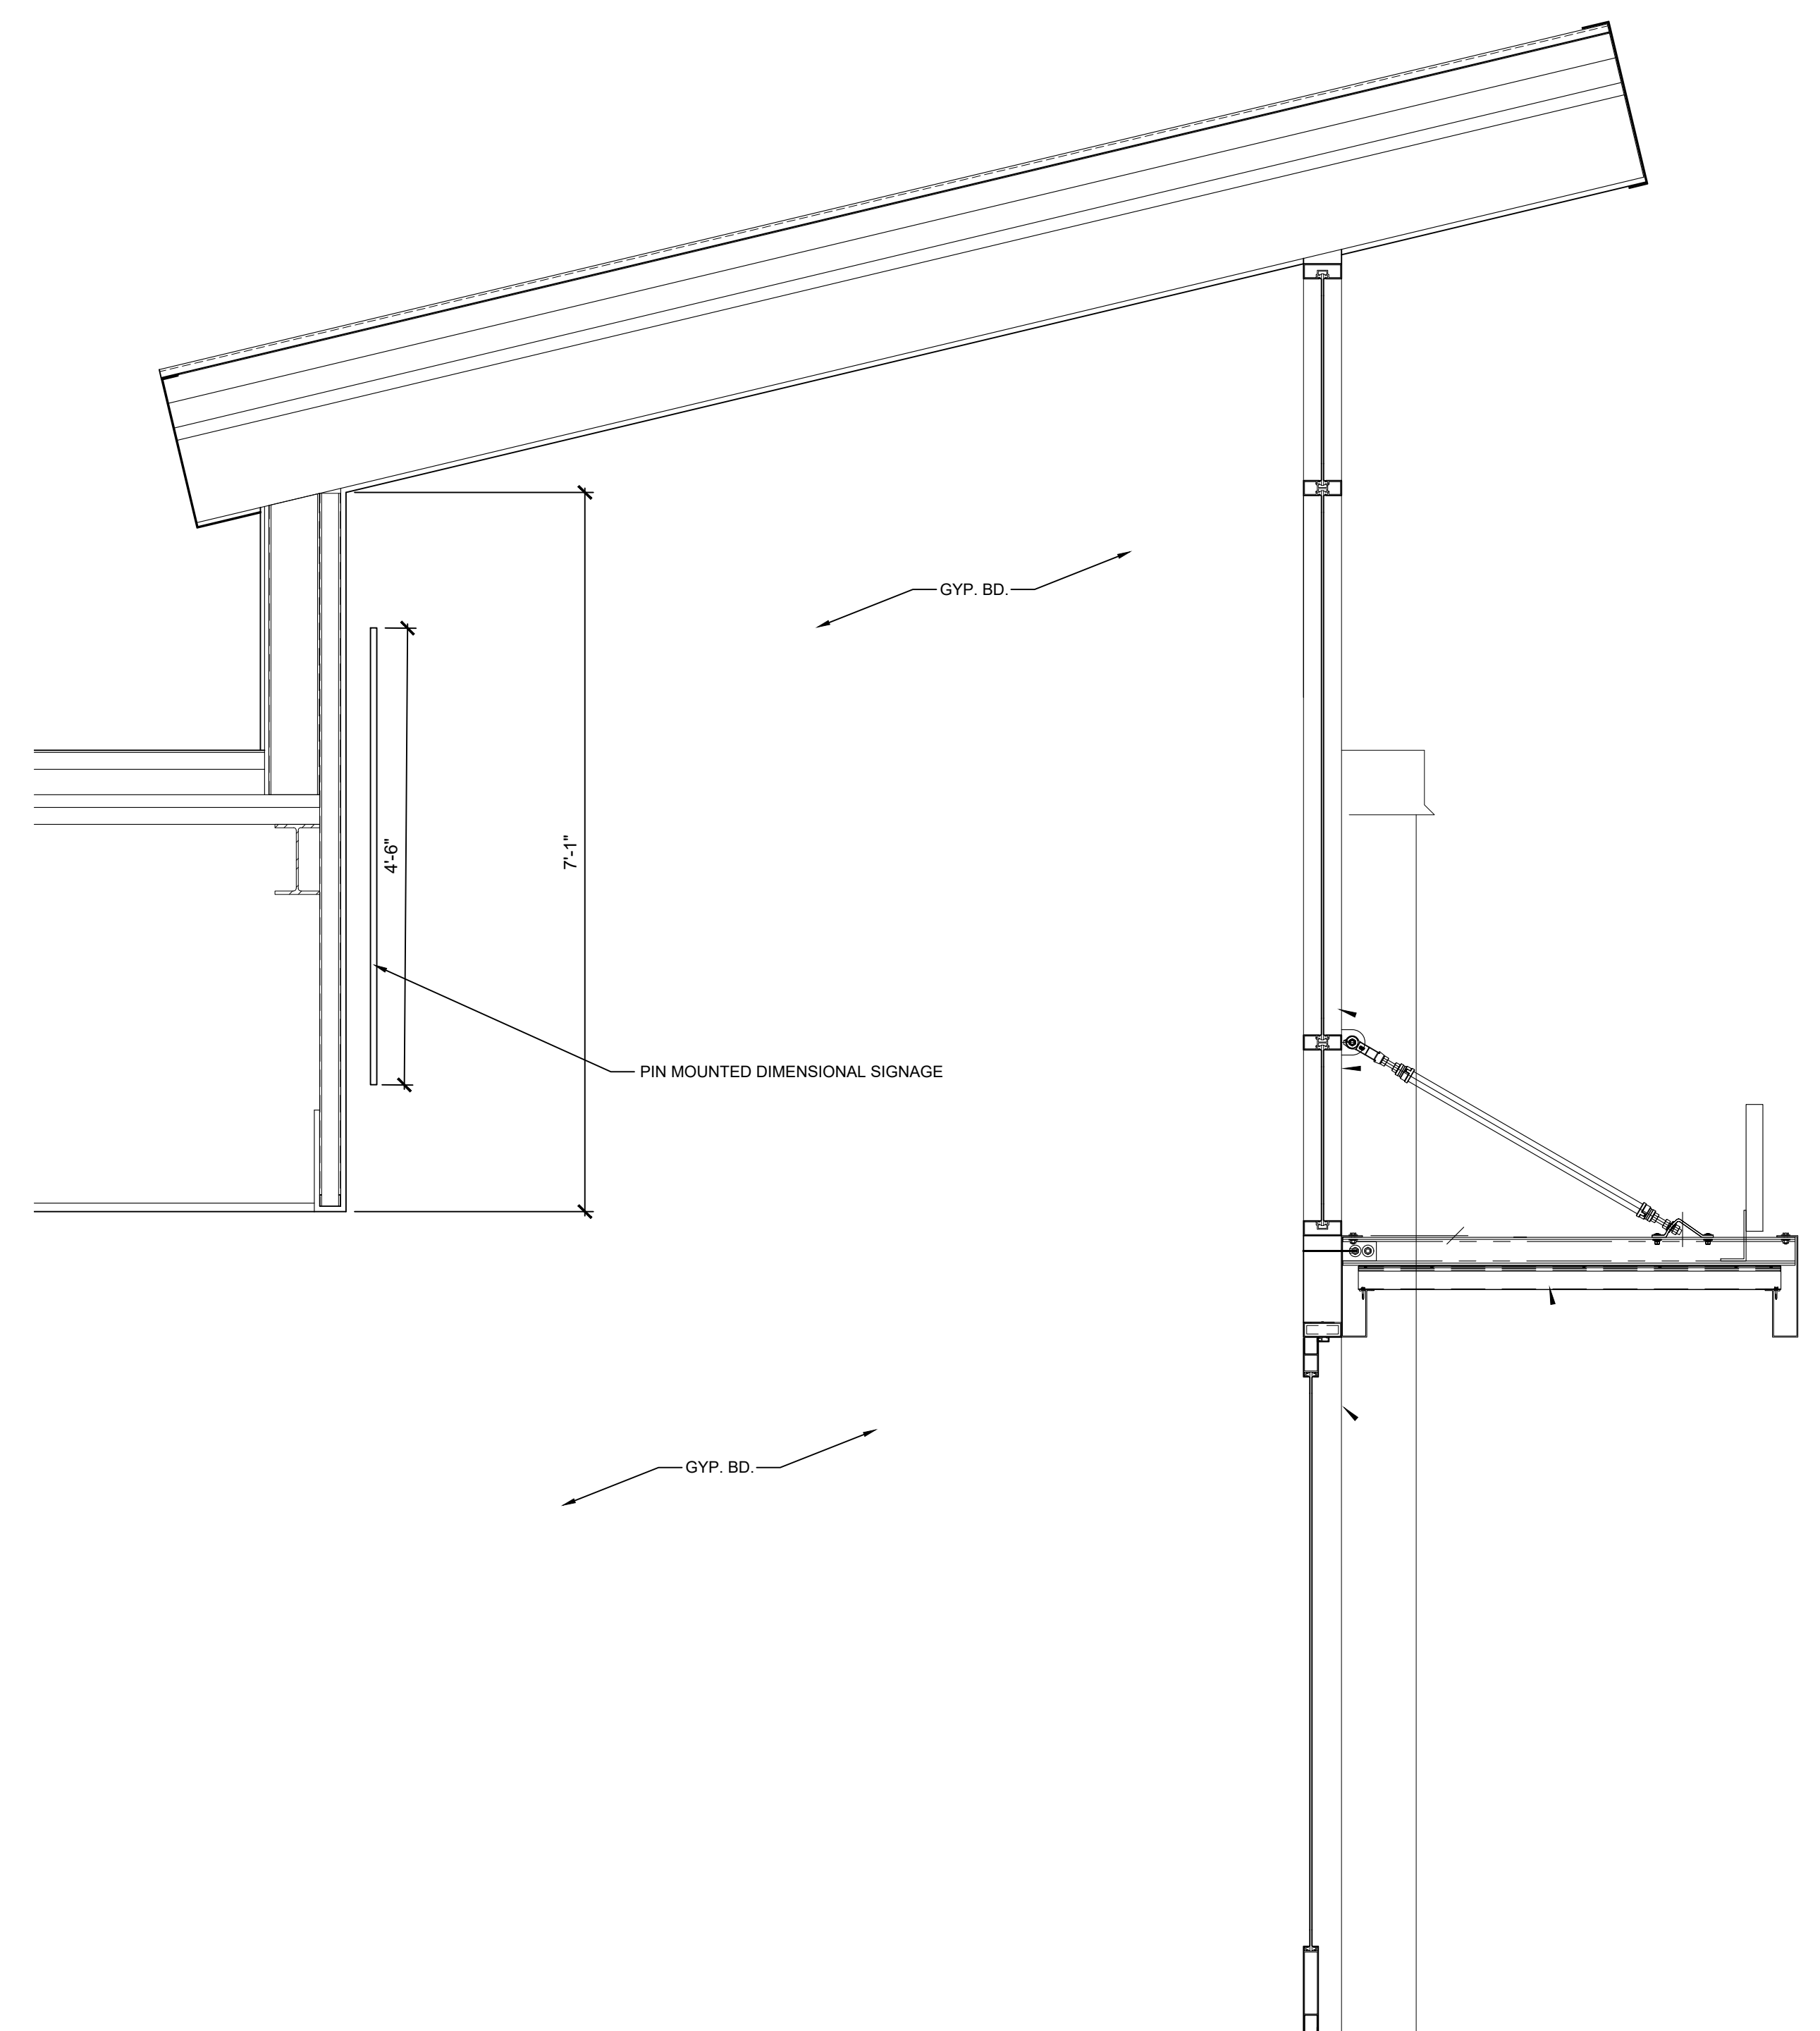 GYP. BD.
4'-6"
7'-1"
PIN MOUNTED DIMENSIONAL SIGNAGE
GYP. BD.